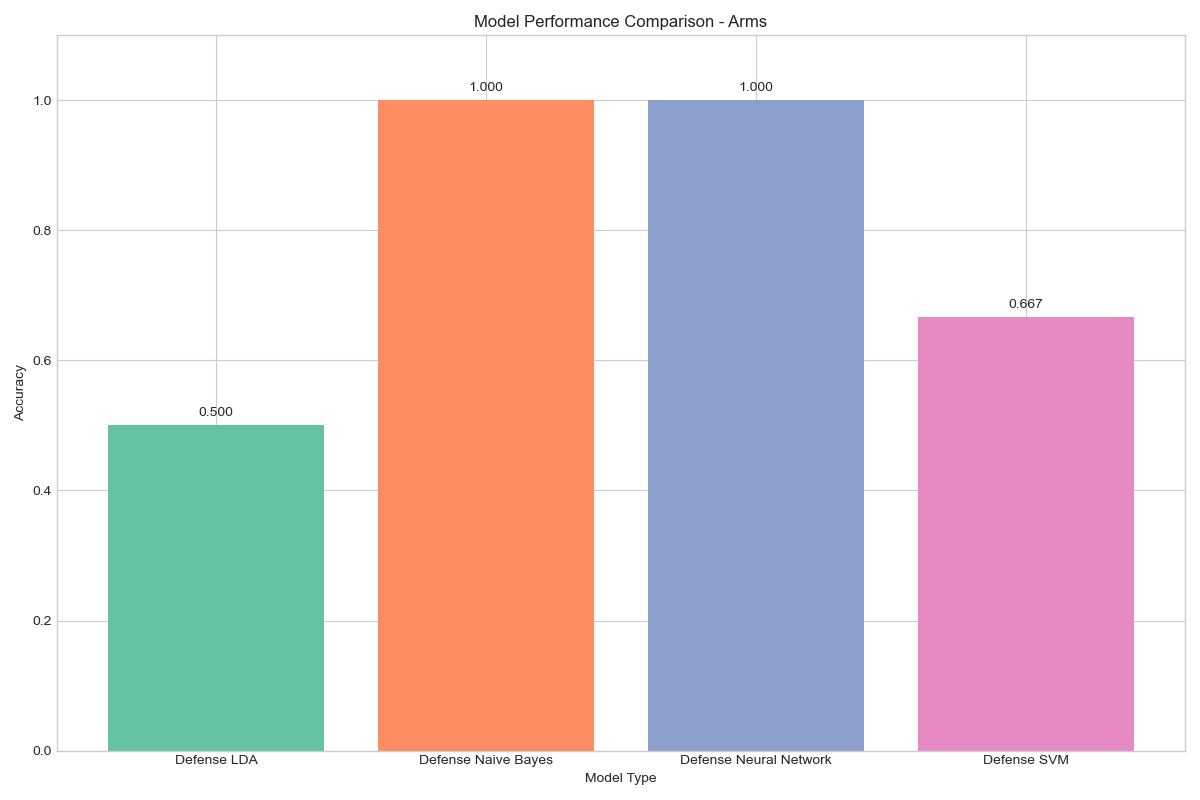 Model Performance Comparison - Arms
1.000
1.000
1.0
0.8
0.667
0.6
Accuracy
0.500
0.4
0.2
0.0
Defense LDA
Defense Naive Bayes
Defense Neural Network
Defense SVM
Model Type